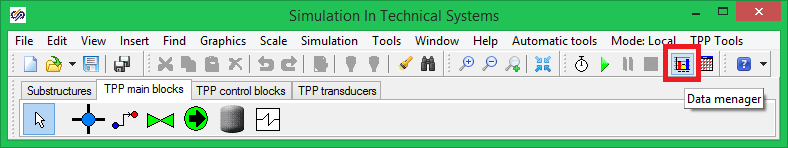 Simulation In Technical Systems
File Edit View Insert Find Graphics Scale Simulation Tools Window Help Automatic tools Mode: Local TPP Tools
Substructures TPP main blocks TPP control blocks TPP transducers
Data menager